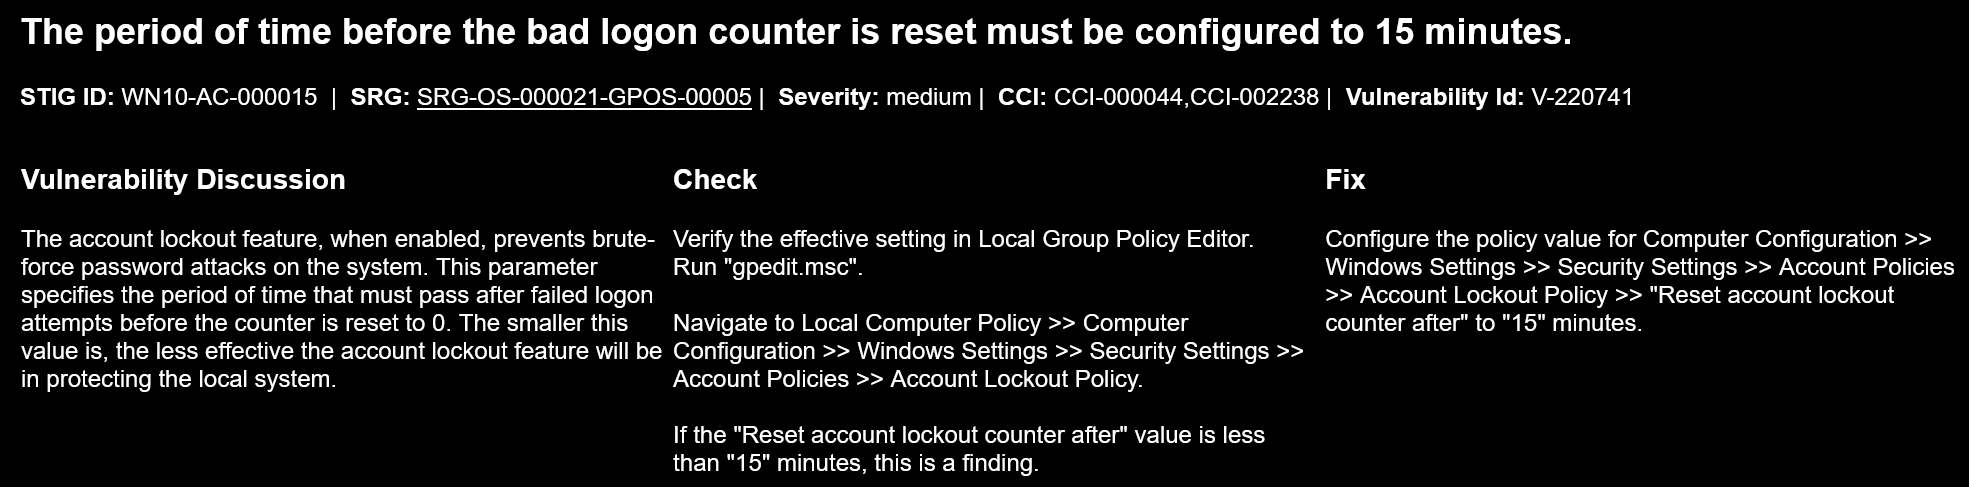 The period of time before the bad logon counter is reset must be configured to 15 minutes.
STIG ID: WN10-AC-000015 | SRG: SRG-OS-000021-GPOS-00005 | Severity: medium | CCI: CCI-000044,CCI-002238 | Vulnerability Id: V-220741
Vulnerability Discussion
The account lockout feature, when enabled, prevents brute-
force password attacks on the system. This parameter
specifies the period of time that must pass after failed logon
attempts before the counter is reset to 0. The smaller this
value is, the less effective the account lockout feature will be
in protecting the local system.
Check
Verify the effective setting in Local Group Policy Editor.
Run "gpedit.msc".
Navigate to Local Computer Policy >> Computer
Configuration >> Windows Settings >> Security Settings >>
Account Policies >> Account Lockout Policy.
If the "Reset account lockout counter after" value is less
than "15" minutes, this is a finding.
Fix
Configure the policy value for Computer Configuration >>
Windows Settings >> Security Settings >> Account Policies
>> Account Lockout Policy >> "Reset account lockout
counter after" to "15" minutes.